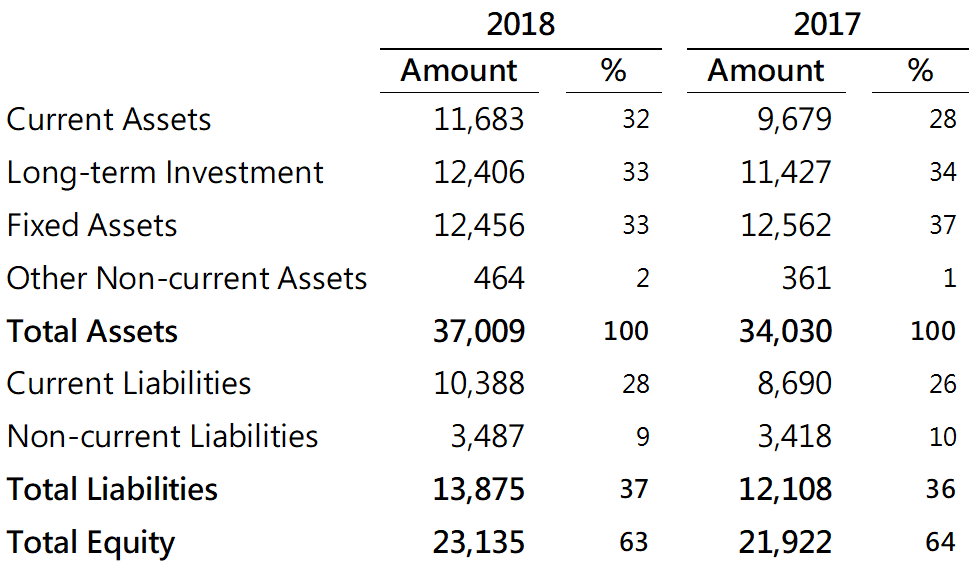 2018 2017
Amount % Amount %
Current Assets 11,683 32 9,679 28
Long-term Investment 12,406 33 11,427 34
Fixed Assets 12,456 33 12,562 37
Other Non-current Assets 464 2 361 1
Total Assets 37,009 100 34,030 100
Current Liabilities 10,388 28 8,690 26
Non-current Liabilities 3,487 9 3,418 10
Total Liabilities 13,875 37 12,108 36
Total Equity 23,135 63 21,922 64